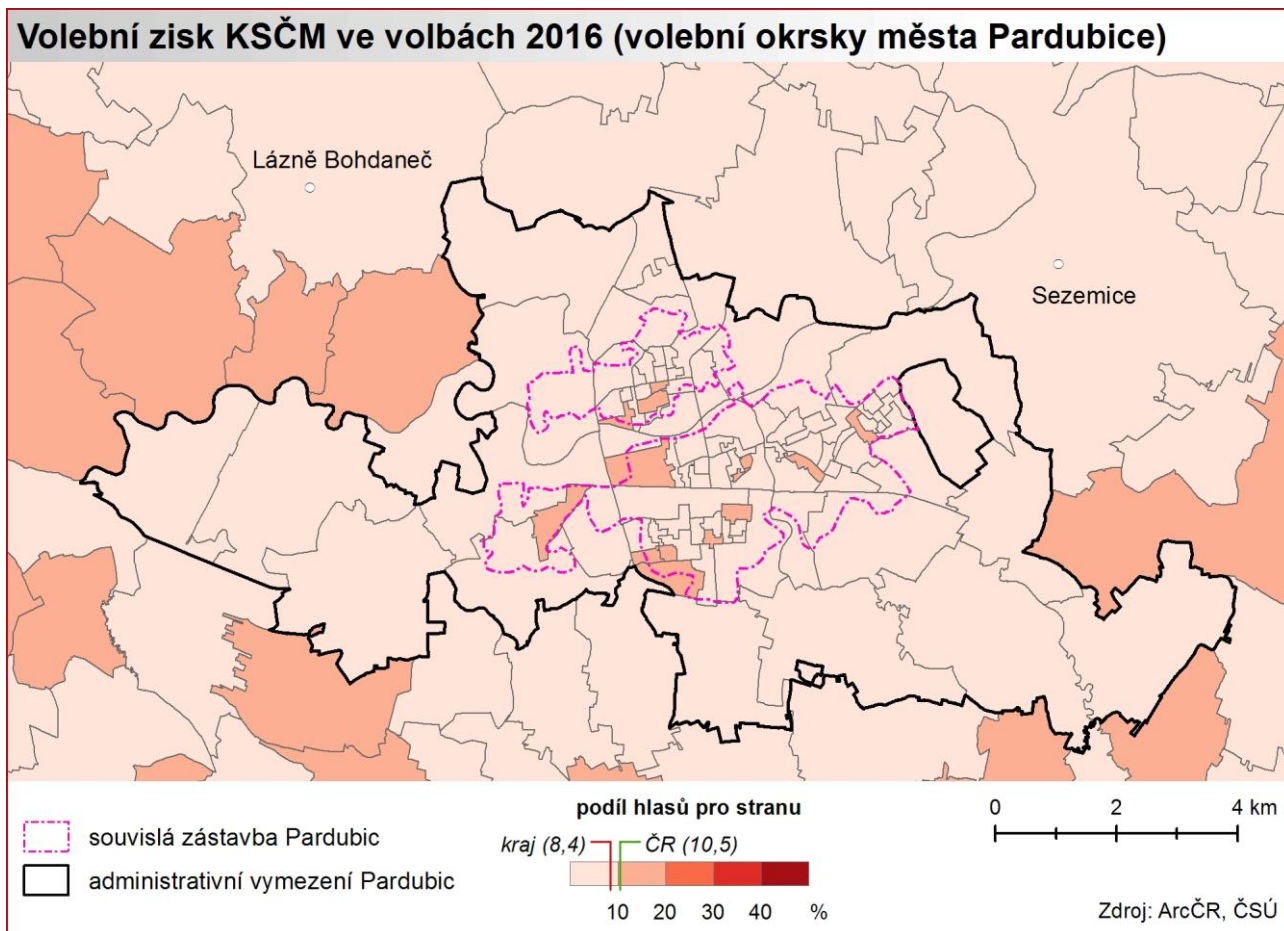 Volební zisk KSČM ve volbách 2016 (volební okrsky města Pardubice)
Lázně Bohdaneč
Sezemice
souvislá zástavba Pardubic
administrativní vymezení Pardubic
podíl hlasů pro stranu
kraj (8,4) ČR (10,5)
10 20 30 40 %
0 2 4 km
Zdroj: ArcČR, ČSÚ